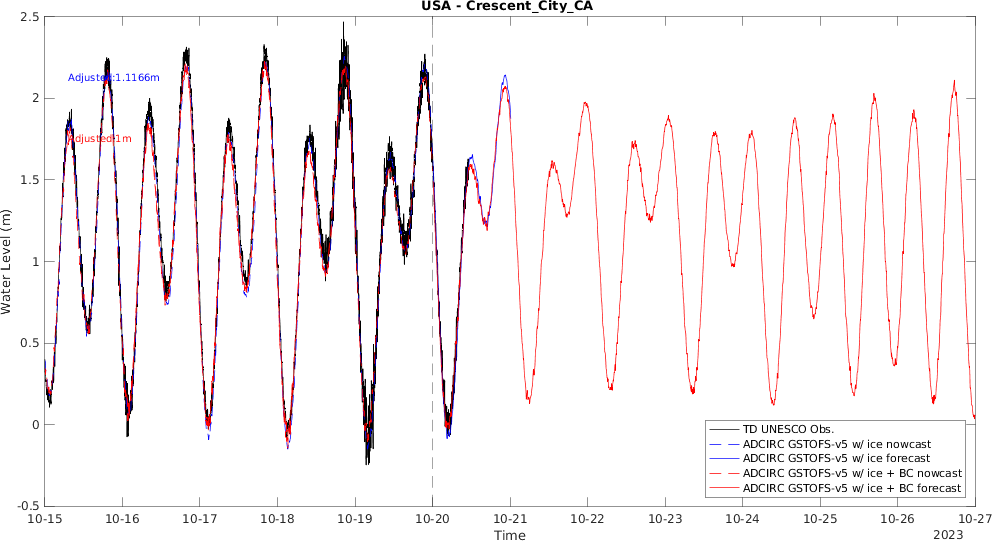 USA - Crescent_City_CA
2.5
2
1.5
1
0.5
0
-0.5
Water Level (m)
Adjusted:1.1166m
Adjusted:1m
TD UNESCO Obs.
ADCIRC GSTOFS-v5 w/ ice nowcast
ADCIRC GSTOFS-v5 w/ ice forecast
ADCIRC GSTOFS-v5 w/ ice + BC nowcast
ADCIRC GSTOFS-v5 w/ ice + BC forecast
10-15 10-16 10-17 10-18 10-19 10-20 10-21 10-22 10-23 10-24 10-25 10-26 10-27
Time
2023